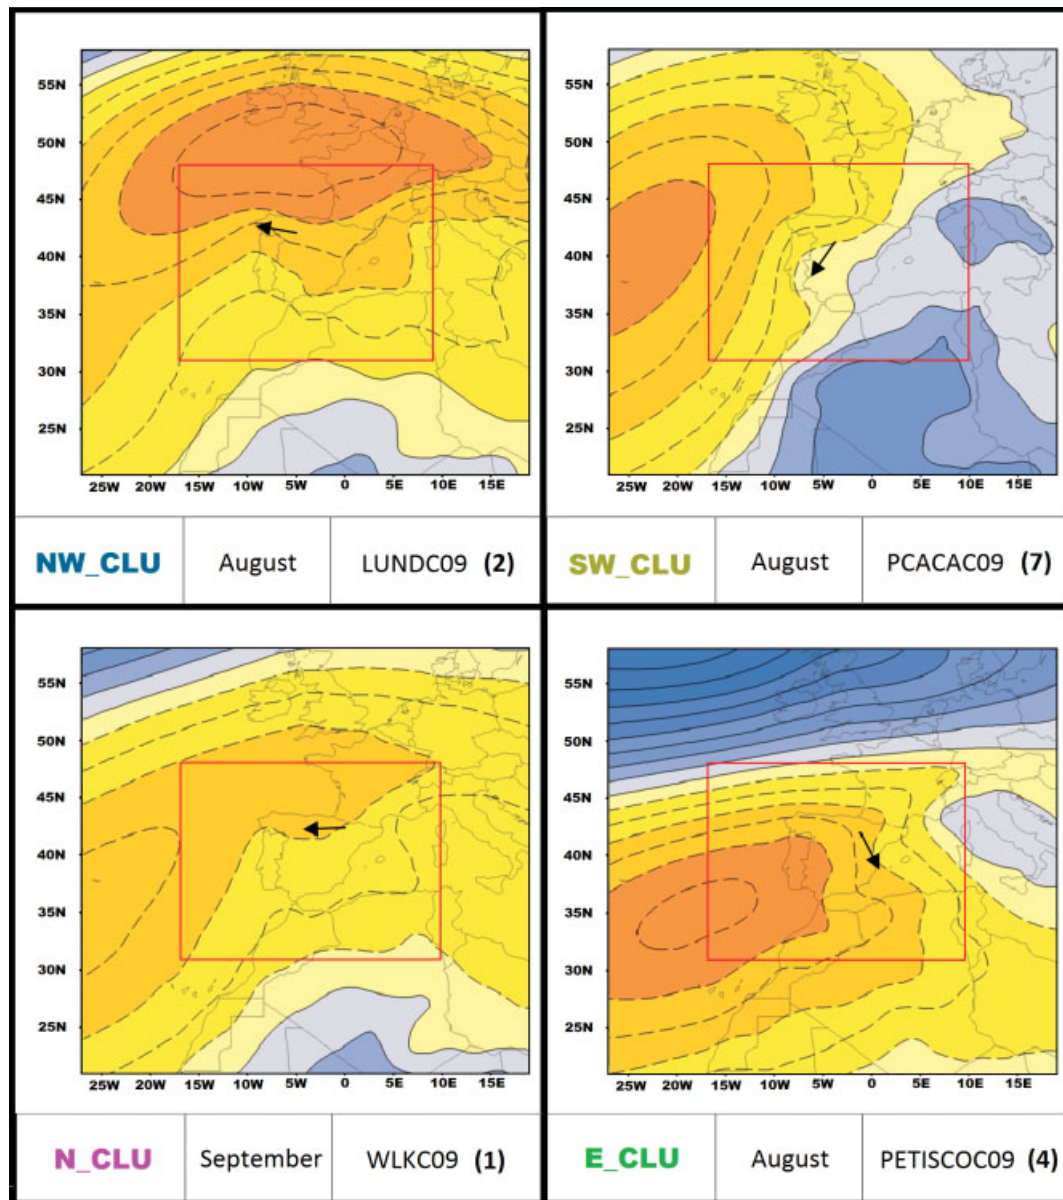 55N
50N
45N
40N
35N
30N
25N
25W 20W 15W 10W 5W 0 5E 10E 15E
NW_CLU August LUNDC09 (2)
55N
50N
45N
40N
35N
30N
25N
25W 20W 15W 10W 5W 0 5E 10E 15E
SW_CLU August PCACAC09 (7)
55N
50N
45N
40N
35N
30N
25N
25W 20W 15W 10W 5W 0 5E 10E 15E
N_CLU September WLKC09 (1)
55N
50N
45N
40N
35N
30N
25N
25W 20W 15W 10W 5W 0 5E 10E 15E
E_CLU August PETISCOC09 (4)